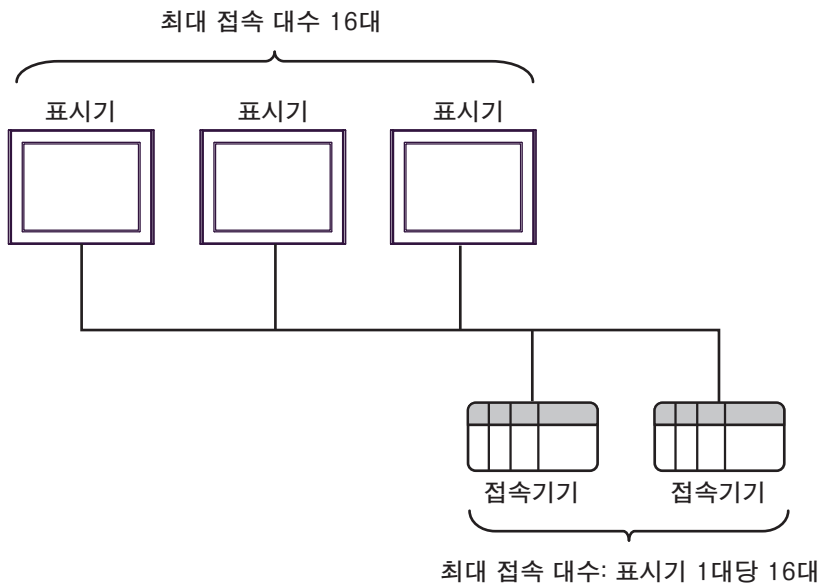 최대 접속 대수 16대
표시기 표시기 표시기
접속기기 접속기기
최대 접속 대수: 표시기 1대당 16대